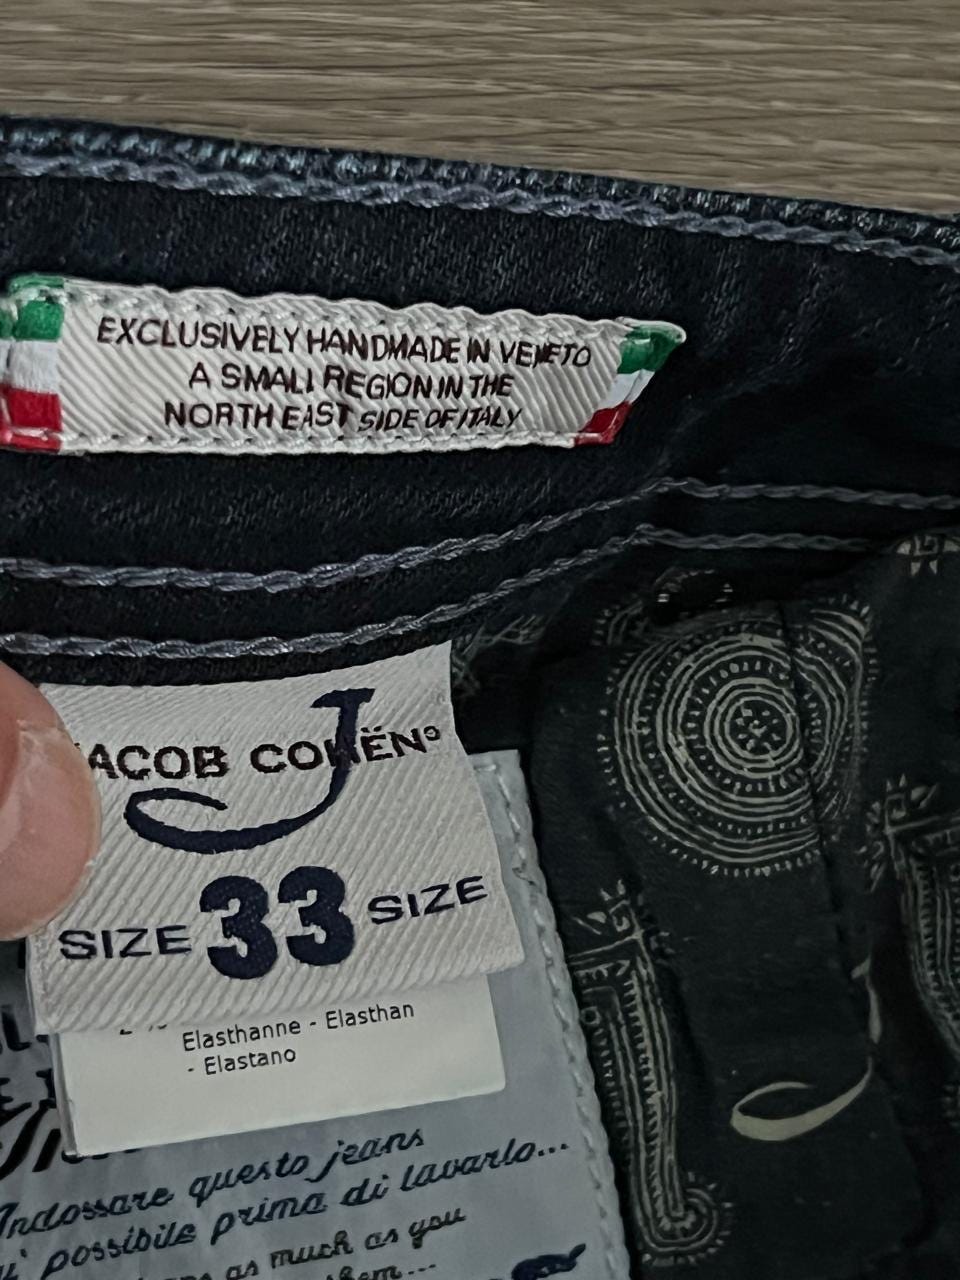 EXCLUSIVELY HANDMADE IN VENETO
A SMALL REGION IN THE
NORTH EAST SIDE OF ITALY
JACOB COHËN
SIZE 33 SIZE
Elasthanne - Elasthan
- Elastano
Indossare questo jeans
possibile prima di lavarlo...
as much as you